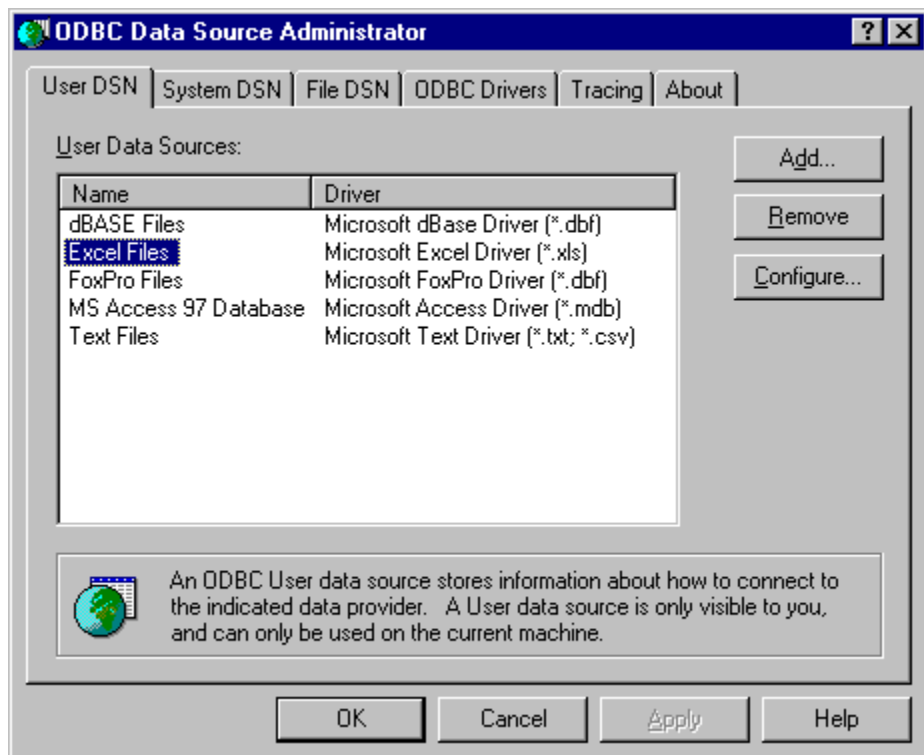 ODBC Data Source Administrator
User DSN System DSN File DSN ODBC Drivers Tracing About
User Data Sources:
Add...
Name Driver
dBASE Files Microsoft dBase Driver (*.dbf)
Remove
Excel Files Microsoft Excel Driver (*.xls)
FoxPro Files Microsoft FoxPro Driver (*.dbf)
Configure...
MS Access 97 Database Microsoft Access Driver (*.mdb)
Text Files Microsoft Text Driver (*.txt; *.csv)
An ODBC User data source stores information about how to connect to
the indicated data provider. A User data source is only visible to you,
and can only be used on the current machine.
OK Cancel Apply Help